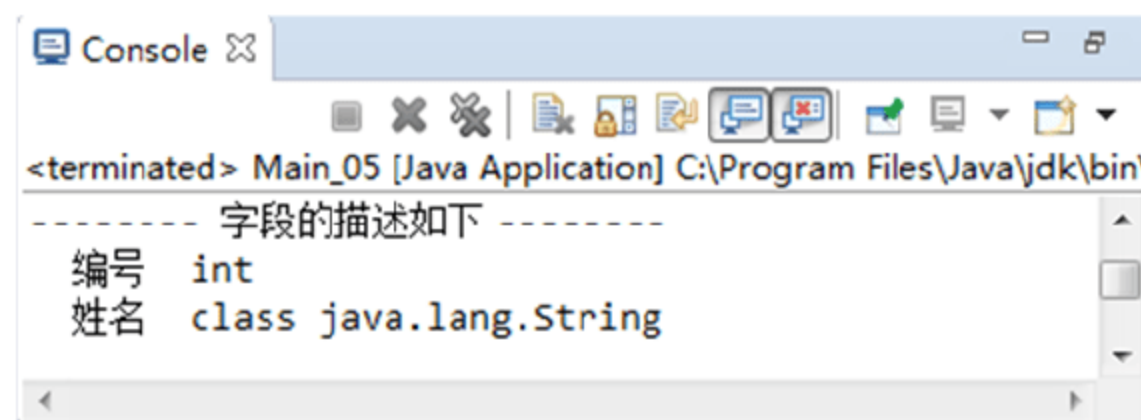 Console
<terminated> Main_05 [Java Application] C:\Program Files\Java\jdk\bin\
-------- 字段的描述如下 --------
编号 int
姓名 class java.lang.String